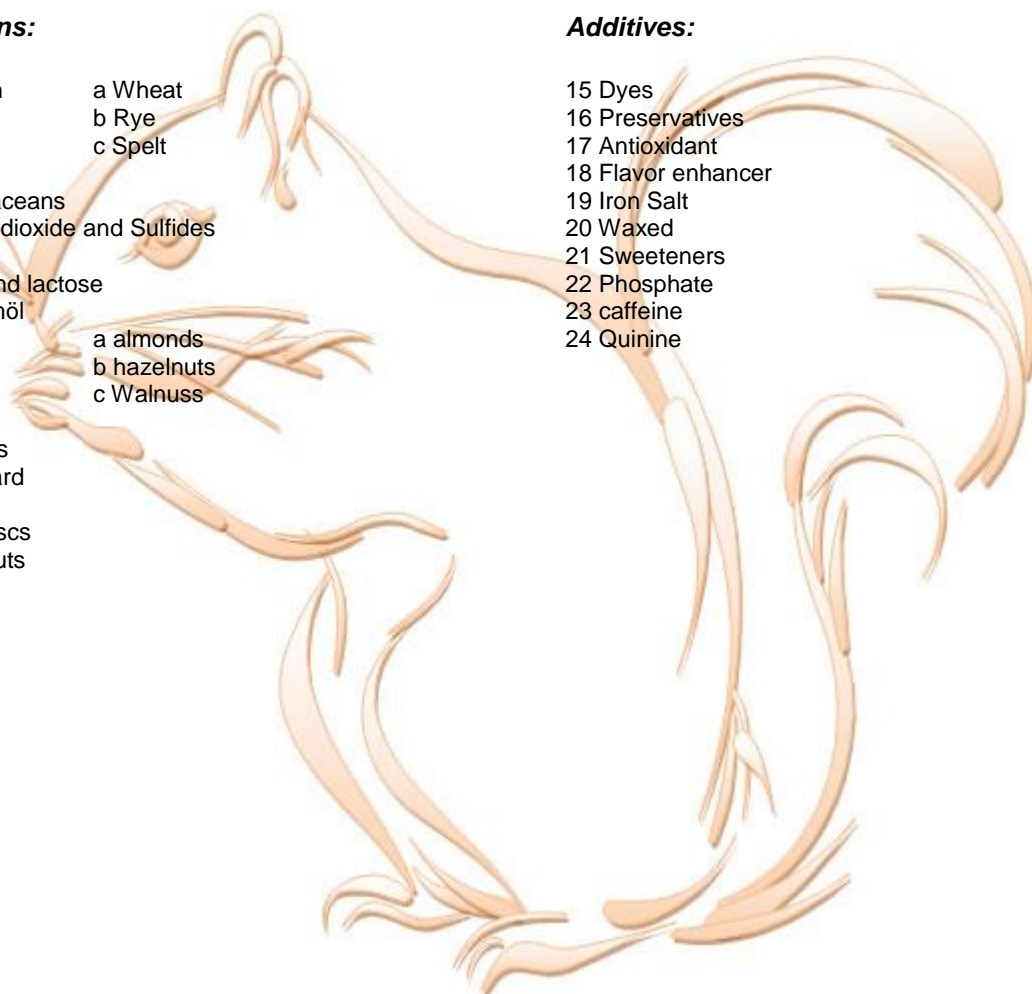 ns:
a Wheat
b Rye
c Spelt
aceans
dioxide and Sulfides
nd lactose
nöl
a almonds
b hazelnuts
c Walnuss
s
ard
scs
uts
Additives:
15 Dyes
16 Preservatives
17 Antioxidant
18 Flavor enhancer
19 Iron Salt
20 Waxed
21 Sweeteners
22 Phosphate
23 caffeine
24 Quinine